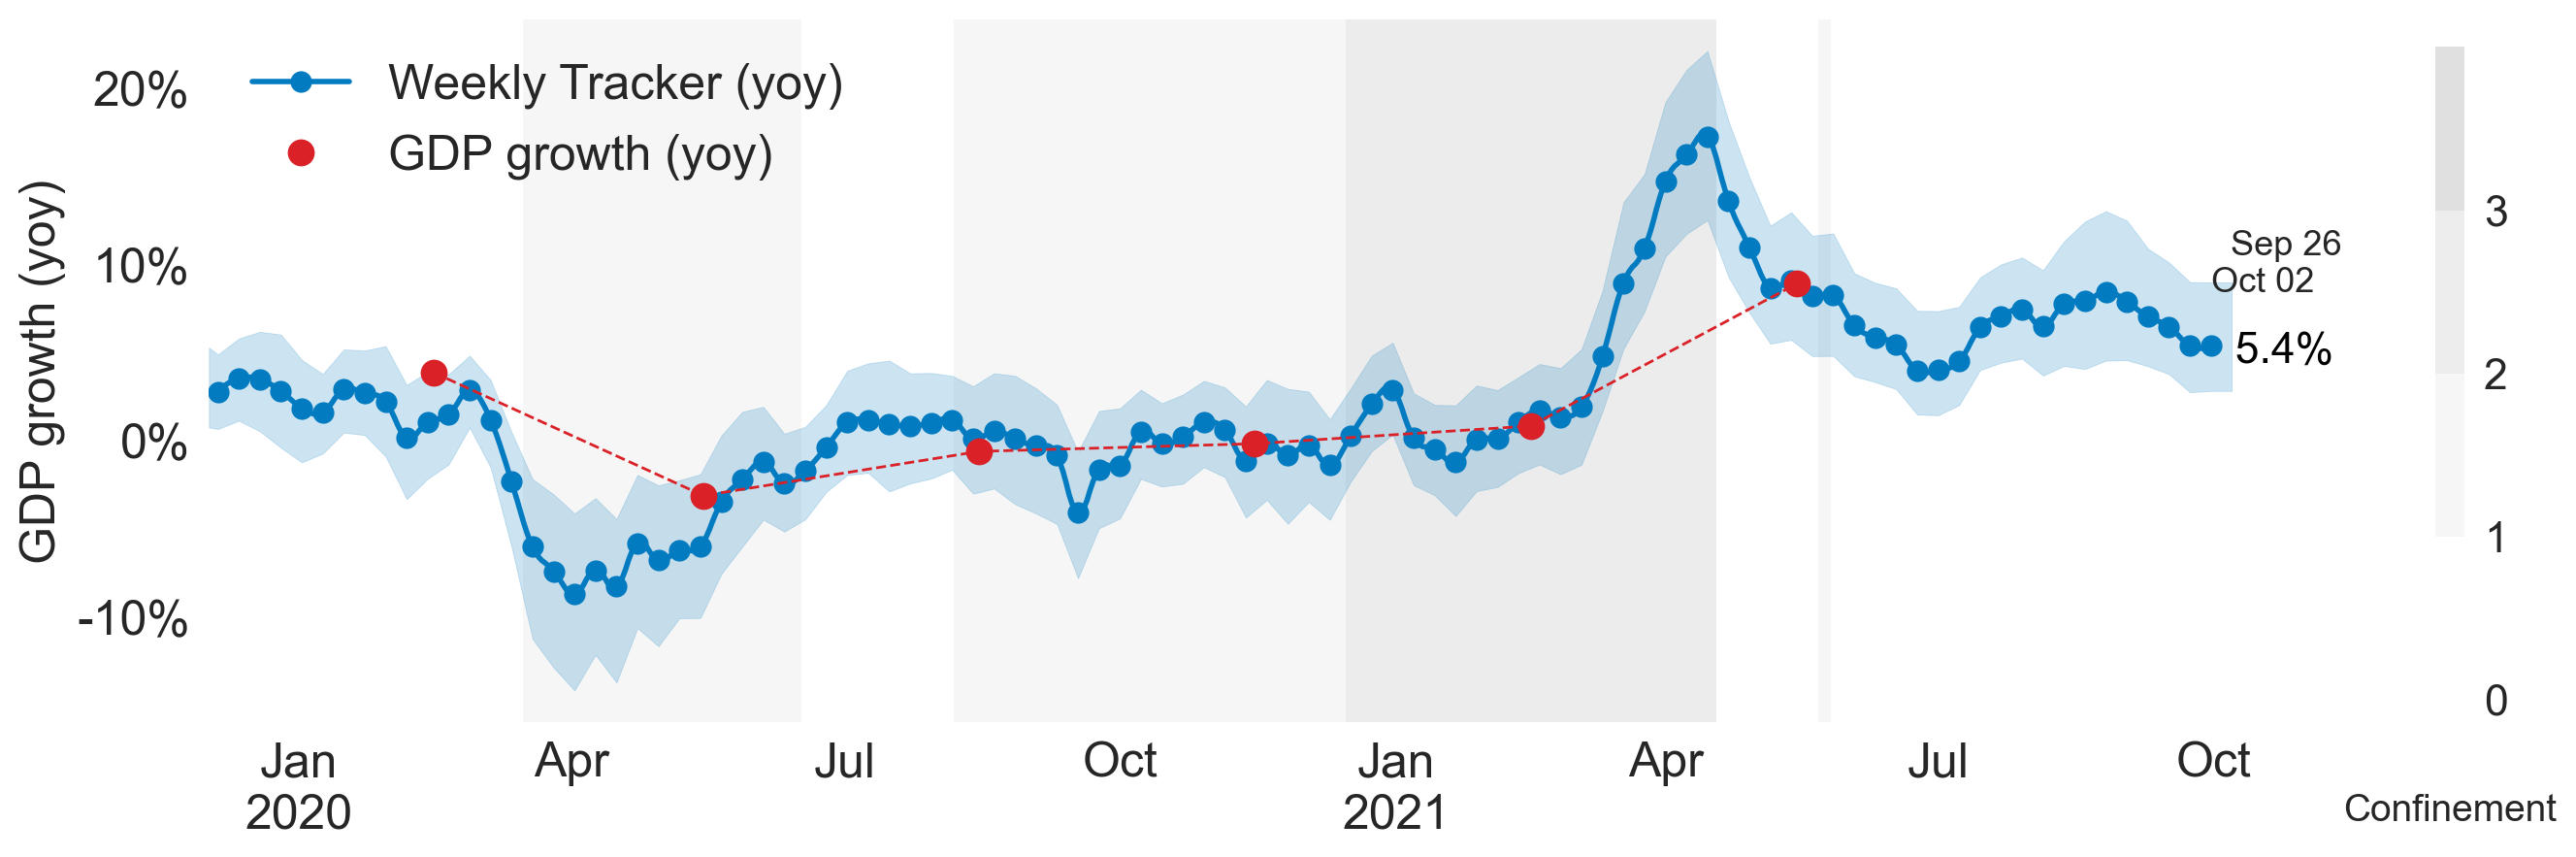 Weekly Tracker (yoy)
GDP growth (yoy)
GDP growth (yoy)
20%
10%
0%
-10%
Sep 26
Oct 02
5.4%
3
2
1
0
Jan Apr Jul Oct Jan Apr Jul Oct
2020 2021
Confinement